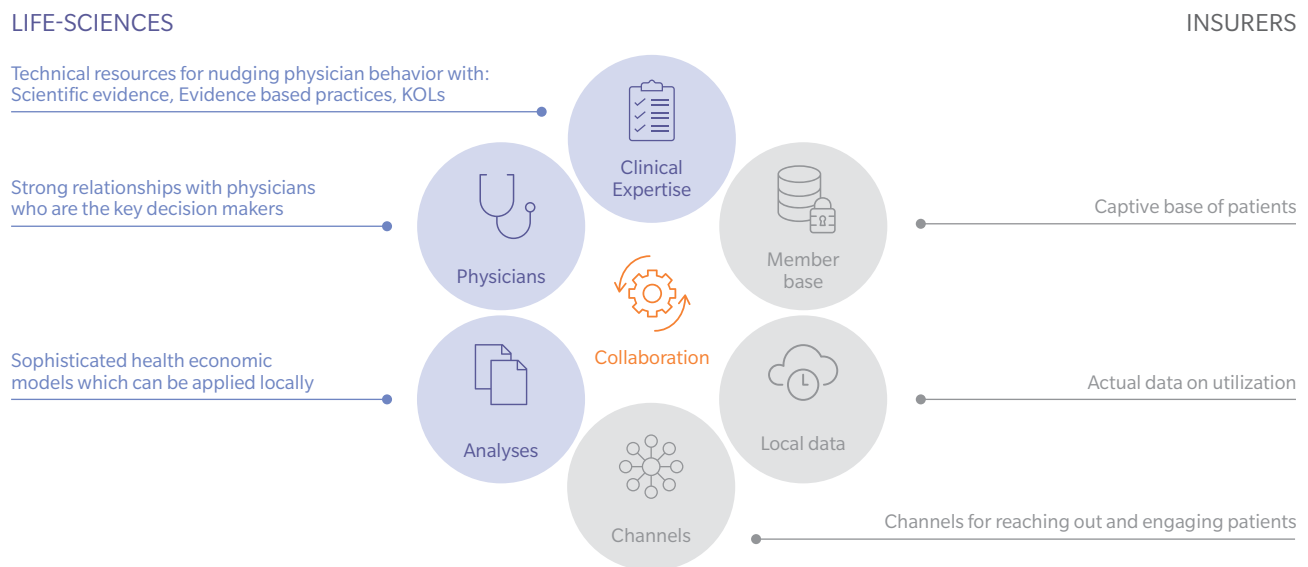 LIFE-SCIENCES
INSURERS
Technical resources for nudging physician behavior with:
Scientific evidence, Evidence based practices, KOLs
Clinical
Expertise
Strong relationships with physicians
who are the key decision makers
Physicians
Captive base of patients
Member
base
Collaboration
Sophisticated health economic
models which can be applied locally
Analyses
Actual data on utilization
Local data
Channels for reaching out and engaging patients
Channels